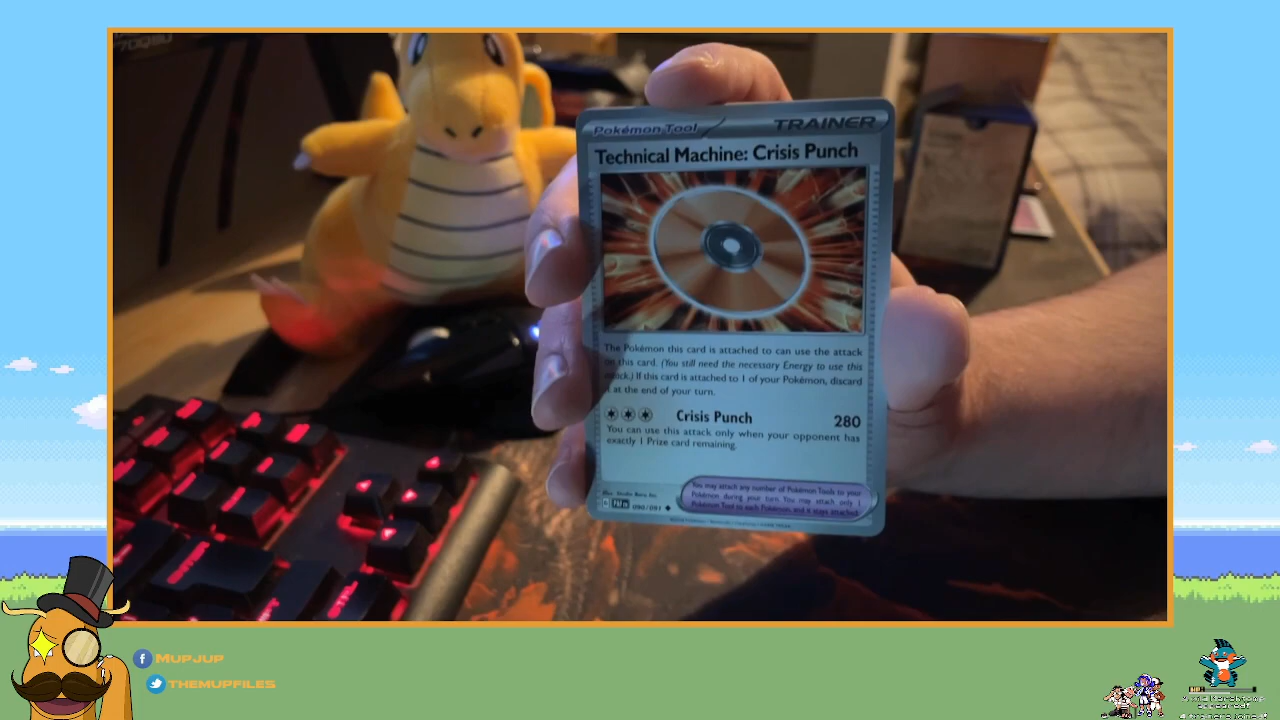 Pokémon Tool
TRAINER
Technical Machine: Crisis Punch
The Pokémon this card is attached to can use the attack
on this card. (You still need the necessary Energy to use this
attack.) If this card is attached to 1 of your Pokémon, discard
it at the end of your turn.
Crisis Punch 280
You can use this attack only when your opponent has
exactly 1 Prize card remaining.
You may attach any number of Pokémon Tools to your
Pokémon during your turn. You may attach only 1
Pokémon Tool to each Pokémon, and it stays attached.
090/091
CTRL
MUPJUP
THEMUPFILES